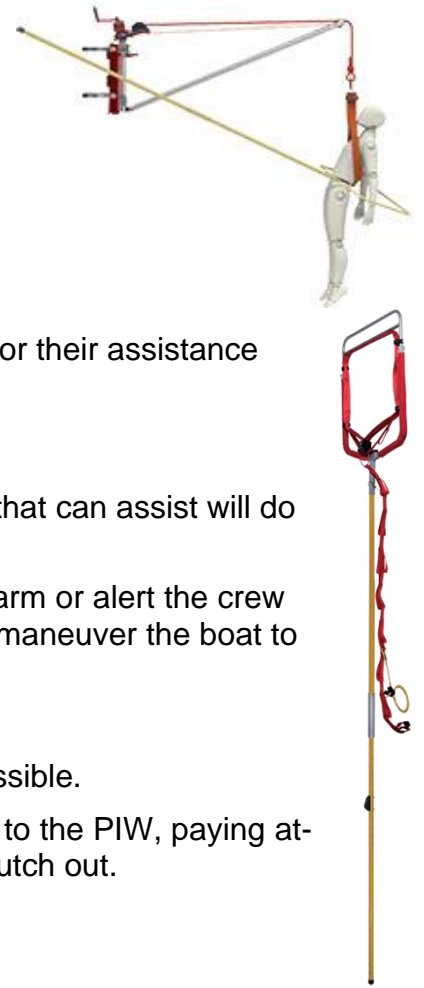 or their assistance
that can assist will do
arm or alert the crew
maneuver the boat to
ssible.
to the PIW, paying at-
utch out.